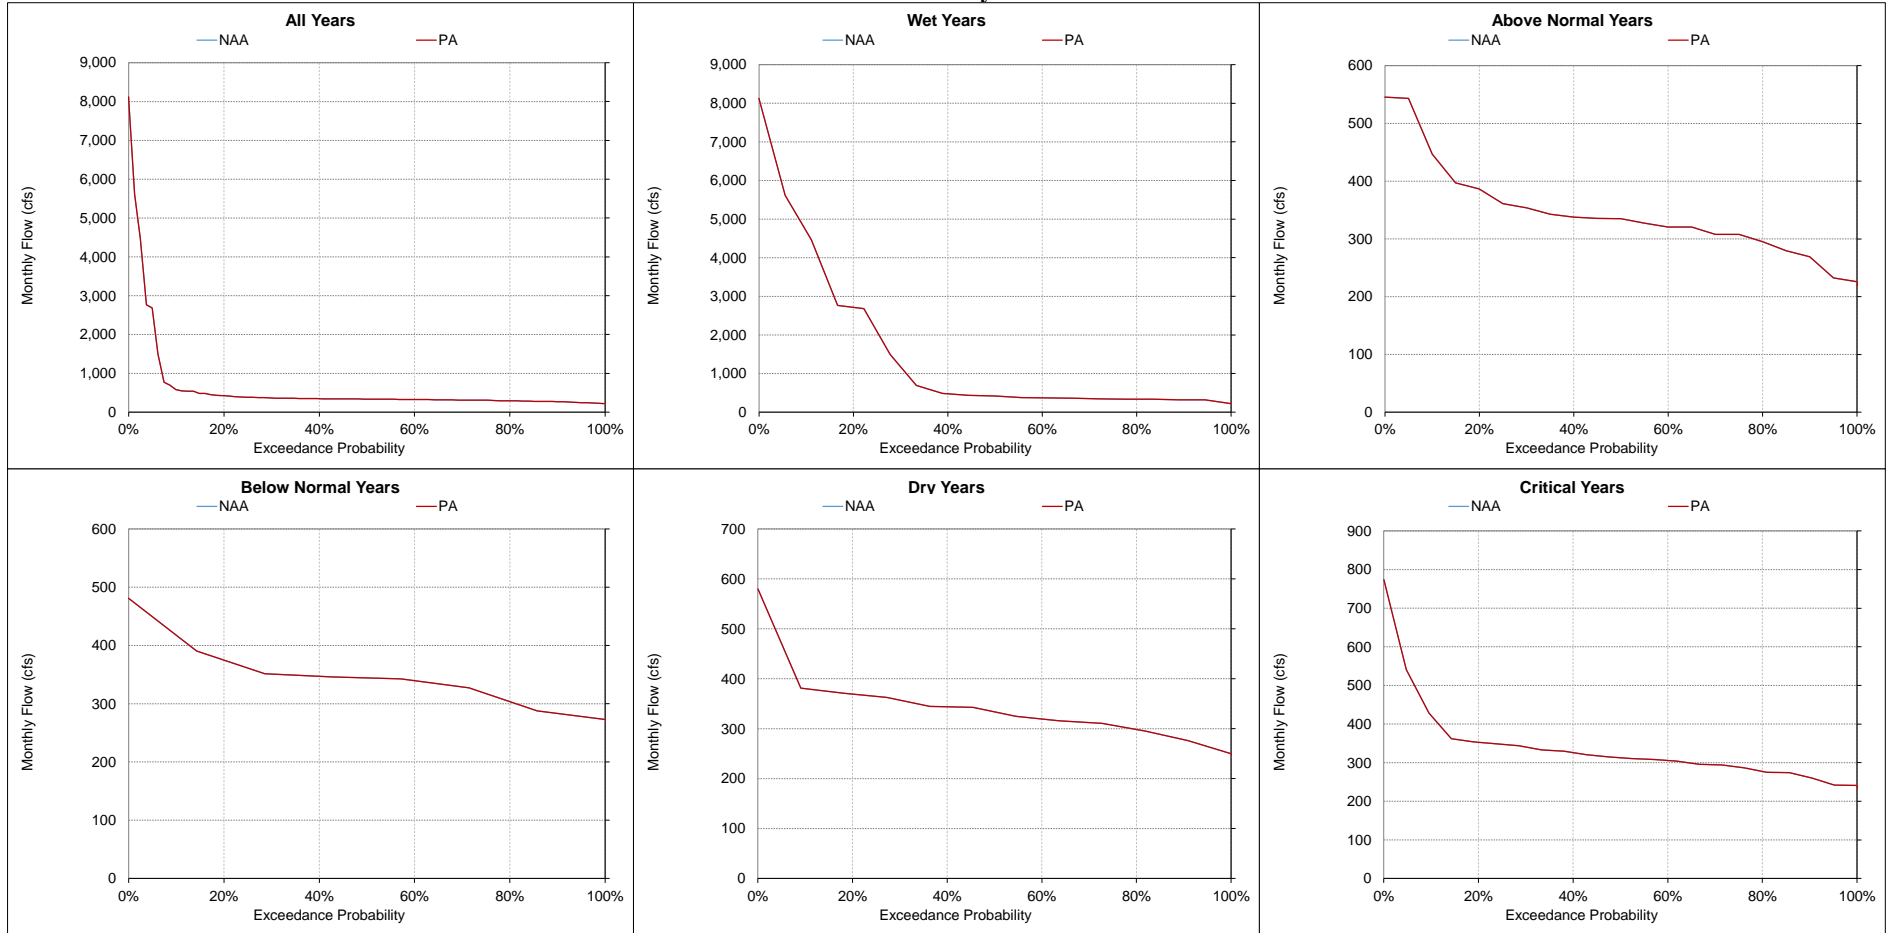 All Years
NAA PA
9,000
8,000
7,000
6,000
5,000
4,000
3,000
2,000
1,000
0
Monthly Flow (cfs)
0% 20% 40% 60% 80% 100%
Exceedance Probability
Wet Years
NAA PA
9,000
8,000
7,000
6,000
5,000
4,000
3,000
2,000
1,000
0
Monthly Flow (cfs)
0% 20% 40% 60% 80% 100%
Exceedance Probability
Above Normal Years
NAA PA
600
500
400
300
200
100
0
Monthly Flow (cfs)
0% 20% 40% 60% 80% 100%
Exceedance Probability
Below Normal Years
NAA PA
600
500
400
300
200
100
0
Monthly Flow (cfs)
0% 20% 40% 60% 80% 100%
Exceedance Probability
Dry Years
NAA PA
700
600
500
400
300
200
100
0
Monthly Flow (cfs)
0% 20% 40% 60% 80% 100%
Exceedance Probability
Critical Years
NAA PA
900
800
700
600
500
400
300
200
100
0
Monthly Flow (cfs)
0% 20% 40% 60% 80% 100%
Exceedance Probability